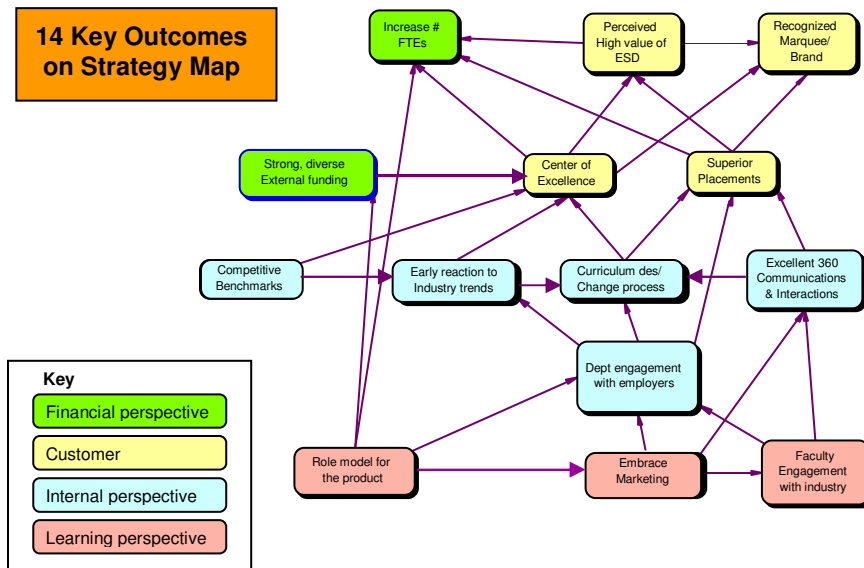 14 Key Outcomes
on Strategy Map
Increase #
FTEs
Perceived
High value of
ESD
Recognized
Marquee/
Brand
Strong, diverse
External funding
Center of
Excellence
Superior
Placements
Competitive
Benchmarks
Early reaction to
Industry trends
Curriculum des/
Change process
Excellent 360
Communications
& Interactions
Dept engagement
with employers
Role model for
the product
Embrace
Marketing
Faculty
Engagement
with industry
Key
Financial perspective
Customer
Internal perspective
Learning perspective